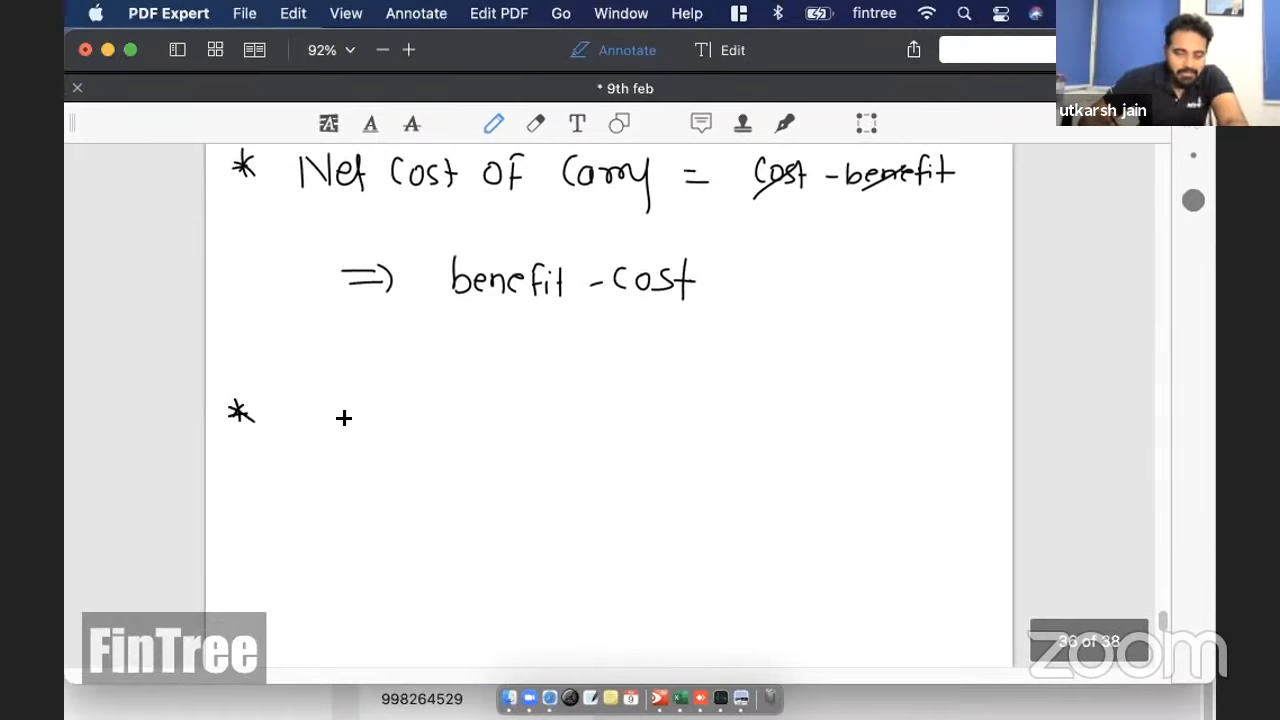 PDF Expert File Edit View Annotate Edit PDF Go Window Help fintree
92% Annotate T Edit
* 9th feb
utkarsh jain
* Net Cost OF Carry = Cost - benefit
=> benefit - Cost
*
FinTree
36 of 38
zoom
998264529